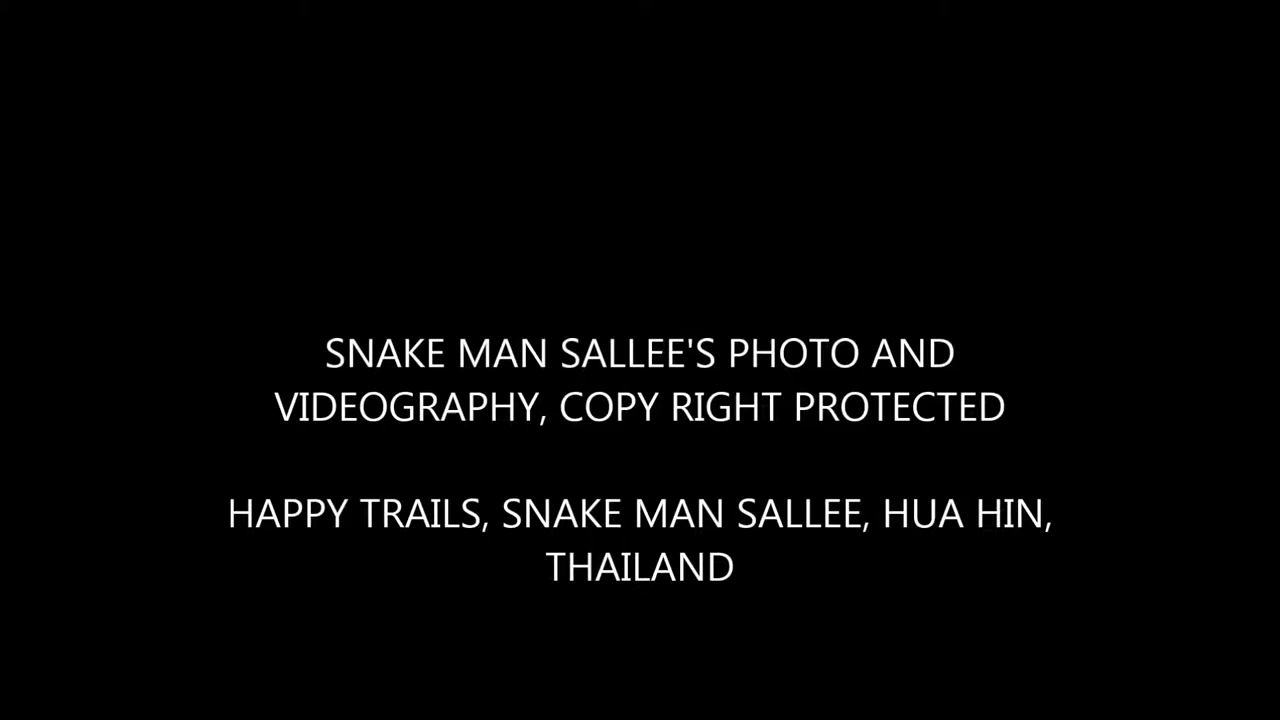 SNAKE MAN SALLEE'S PHOTO AND
VIDEOGRAPHY, COPY RIGHT PROTECTED
HAPPY TRAILS, SNAKE MAN SALLEE, HUA HIN,
THAILAND